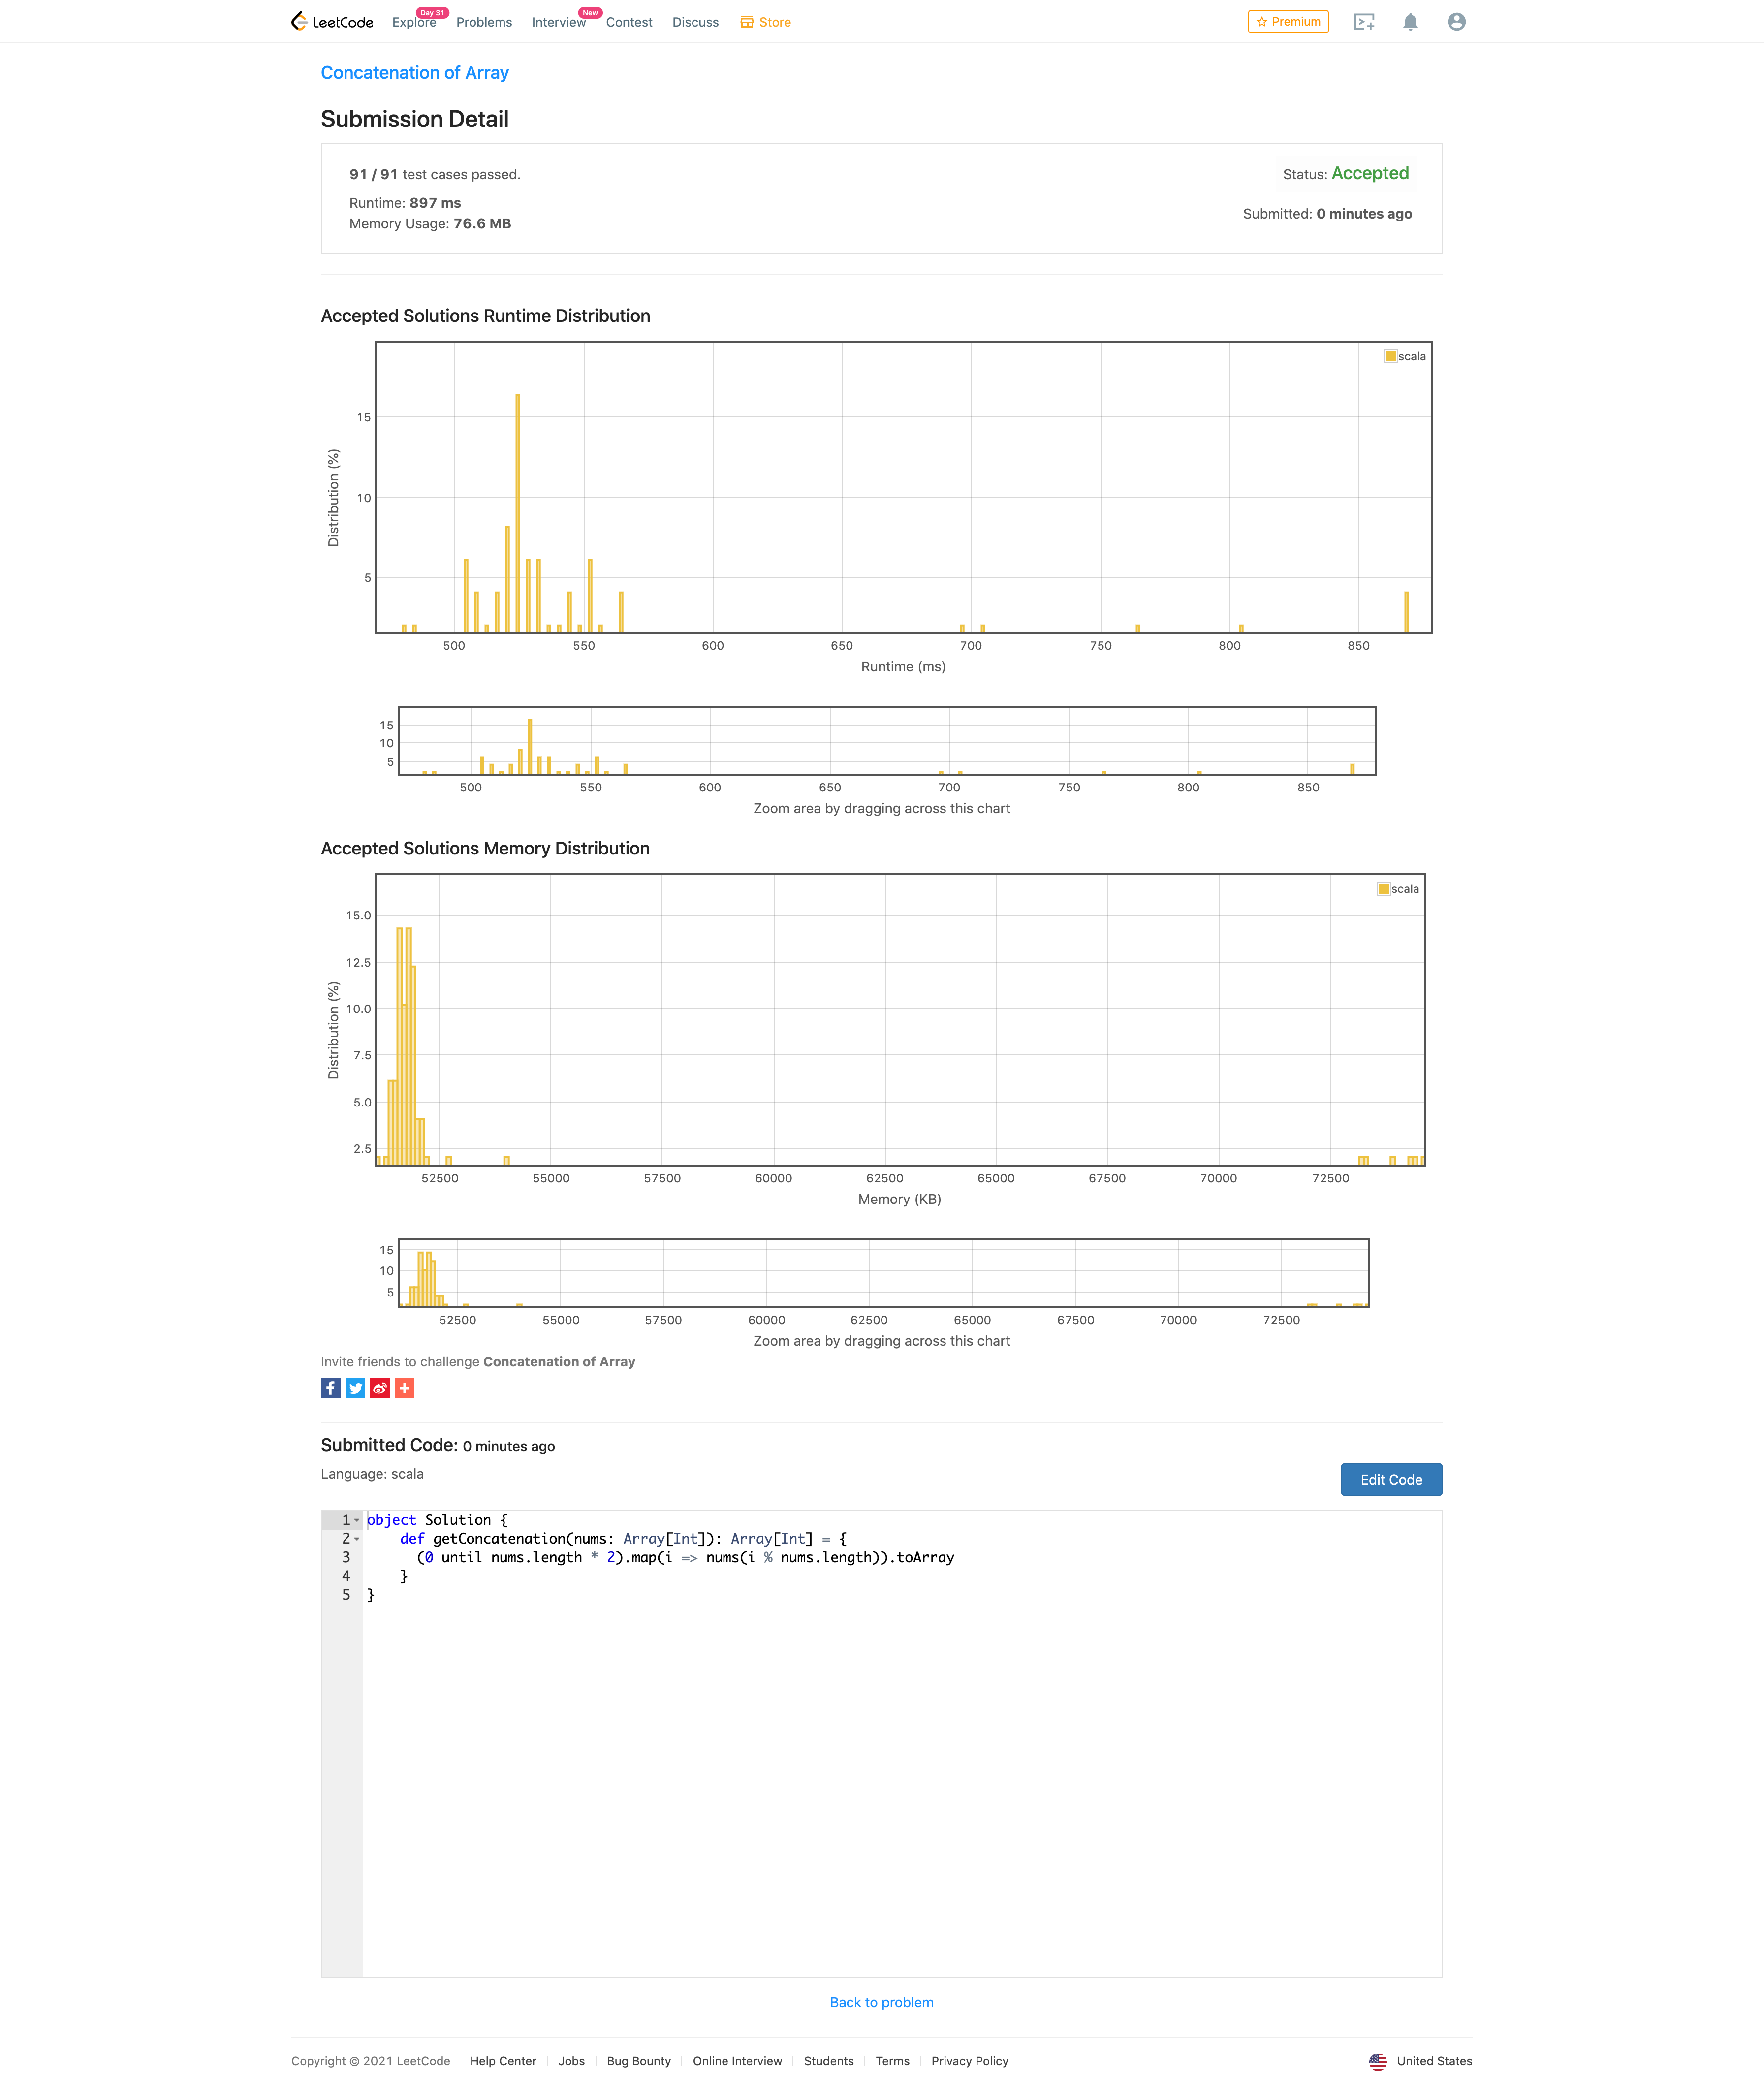 LeetCode Explore Day 31 Problems Interview New Contest Discuss Store Premium
Concatenation of Array
Submission Detail
91 / 91 test cases passed. Status: Accepted
Runtime: 897 ms
Submitted: 0 minutes ago
Memory Usage: 76.6 MB
Accepted Solutions Runtime Distribution
scala
15
10
5
Distribution (%)
500 550 600 650 700 750 800 850
Runtime (ms)
15
10
5
500 550 600 650 700 750 800 850
Zoom area by dragging across this chart
Accepted Solutions Memory Distribution
scala
15.0
12.5
10.0
7.5
5.0
2.5
Distribution (%)
52500 55000 57500 60000 62500 65000 67500 70000 72500
Memory (KB)
15
10
5
52500 55000 57500 60000 62500 65000 67500 70000 72500
Zoom area by dragging across this chart
Invite friends to challenge Concatenation of Array
Submitted Code: 0 minutes ago
Language: scala
Edit Code
1 object Solution {
2     def getConcatenation(nums: Array[Int]): Array[Int] = {
3       (0 until nums.length * 2).map(i => nums(i % nums.length)).toArray
4     }
5 }
Back to problem
Copyright © 2021 LeetCode Help Center Jobs Bug Bounty Online Interview Students Terms Privacy Policy United States